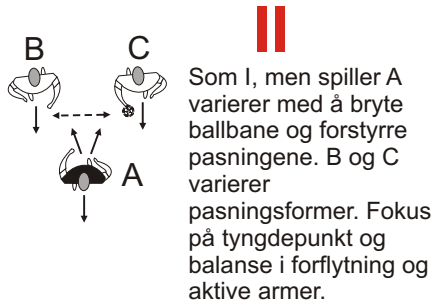 B
C
A
II
Som I, men spiller A
varierer med å bryte
ballbane og forstyrre
pasningene. B og C
varierer
pasningsformer. Fokus
på tyngdepunkt og
balanse i forflytning og
aktive armer.